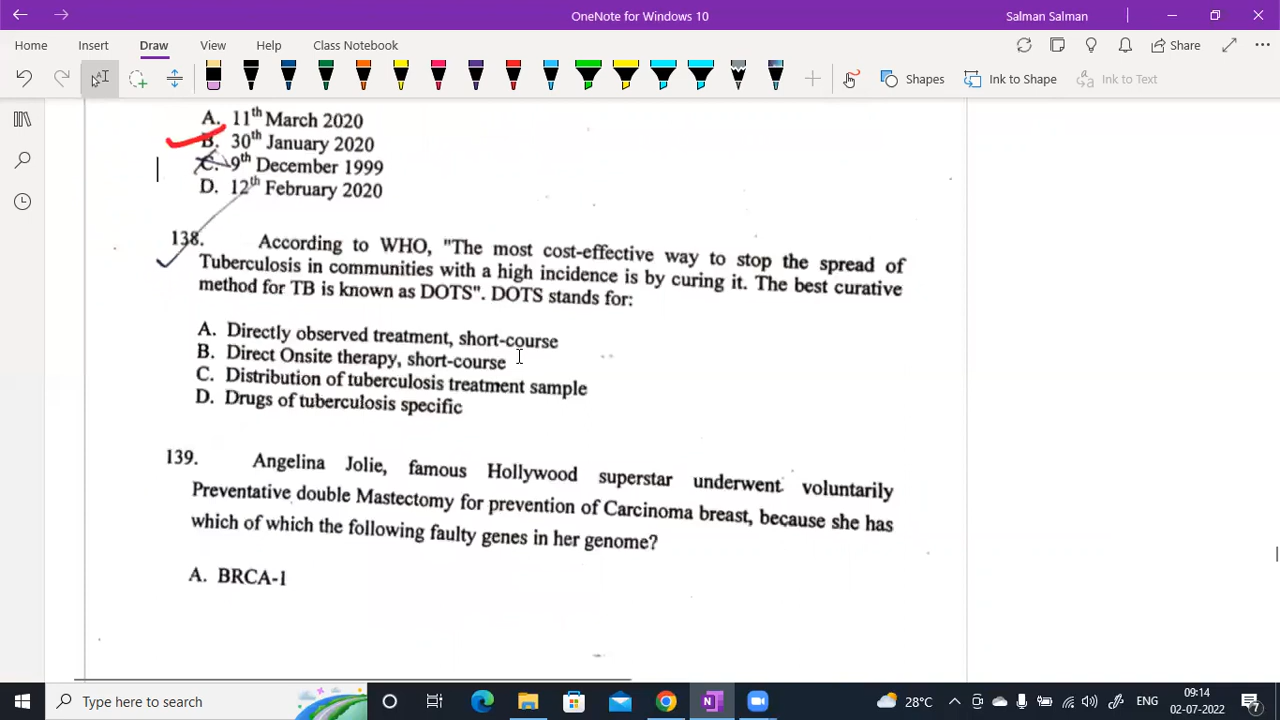 OneNote for Windows 10
Salman Salman
Home Insert Draw View Help Class Notebook
Share
Shapes Ink to Shape Ink to Text
A. 11th March 2020
B. 30th January 2020
C. 9th December 1999
D. 12th February 2020
138. According to WHO, "The most cost-effective way to stop the spread of
Tuberculosis in communities with a high incidence is by curing it. The best curative
method for TB is known as DOTS". DOTS stands for:
A. Directly observed treatment, short-course
B. Direct Onsite therapy, short-course
C. Distribution of tuberculosis treatment sample
D. Drugs of tuberculosis specific
139. Angelina Jolie, famous Hollywood superstar underwent voluntarily
Preventative double Mastectomy for prevention of Carcinoma breast, because she has
which of which the following faulty genes in her genome?
A. BRCA-1
Type here to search
28°C
ENG
09:14
02-07-2022
7